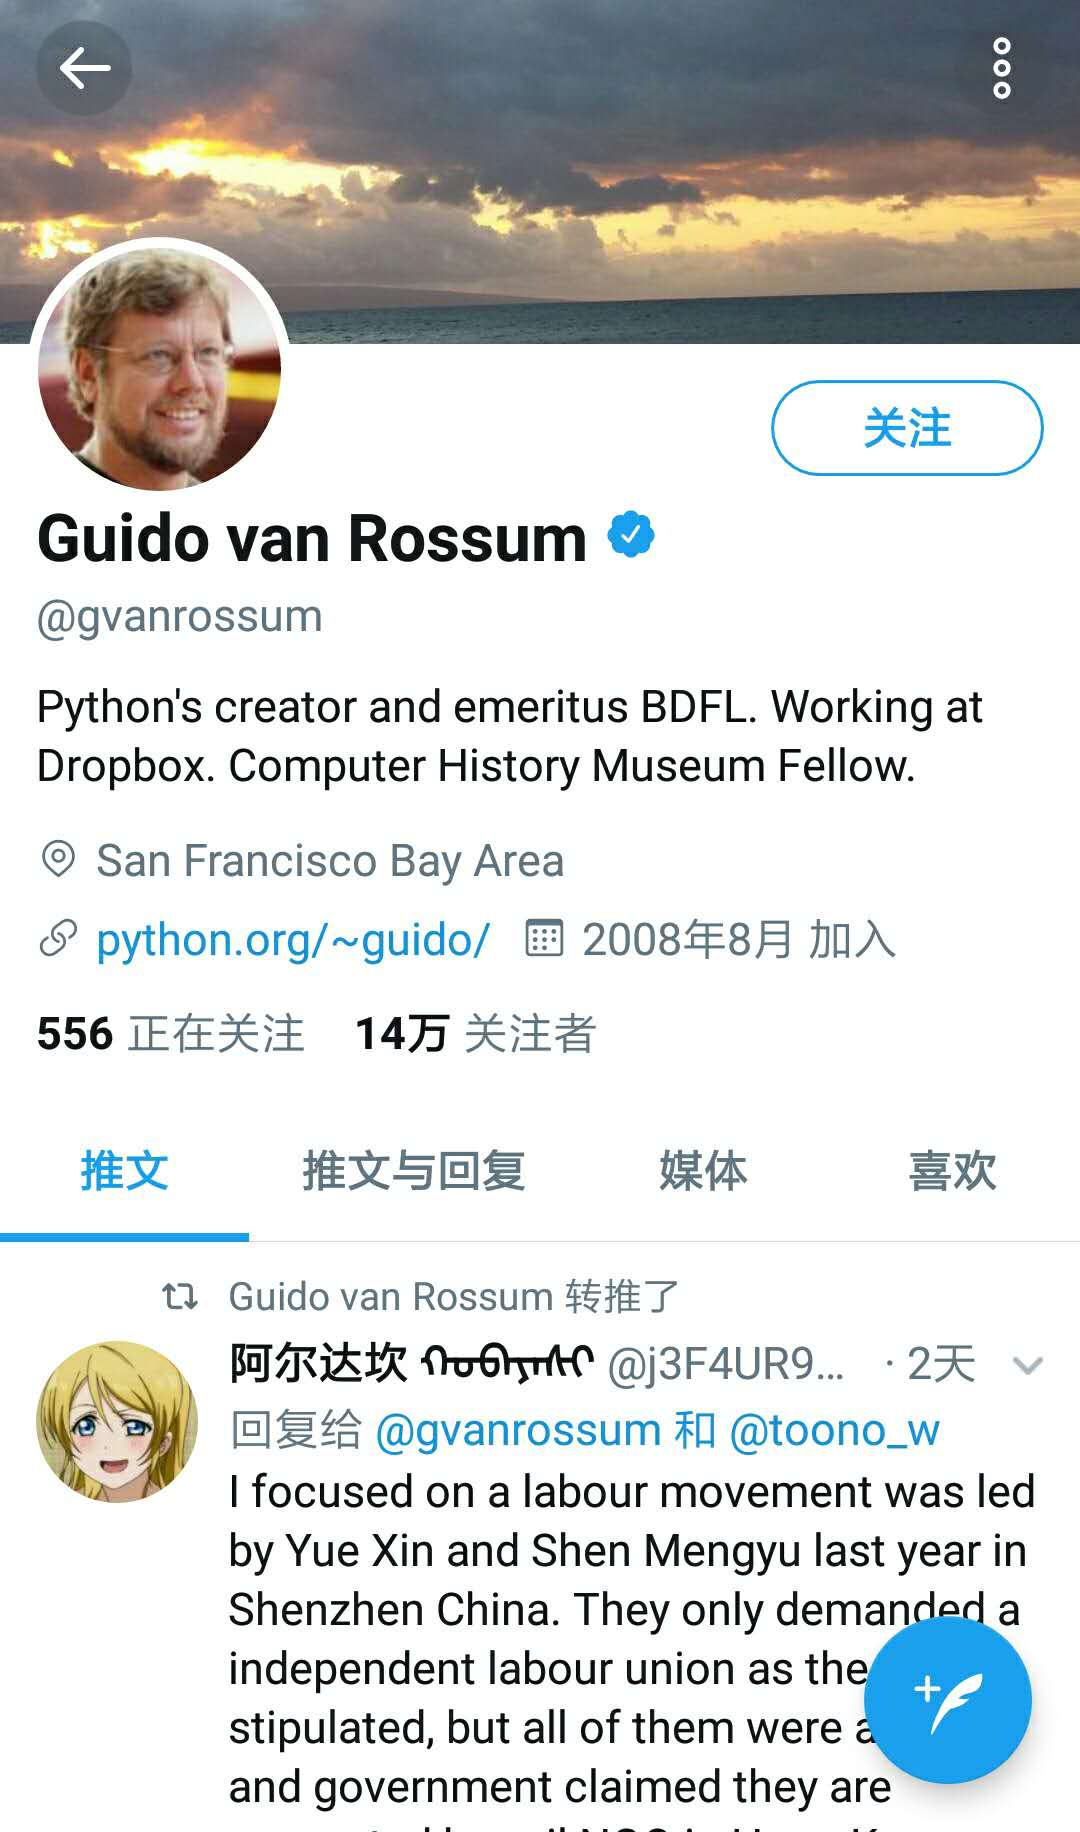 关注
Guido van Rossum
@gvanrossum
Python's creator and emeritus BDFL. Working at
Dropbox. Computer History Museum Fellow.
San Francisco Bay Area
python.org/~guido/ 2008年8月 加入
556 正在关注 14万 关注者
推文 推文与回复 媒体 喜欢
Guido van Rossum 转推了
阿尔达坎 @j3F4UR9... · 2天
回复给 @gvanrossum 和 @toono_w
I focused on a labour movement was led
by Yue Xin and Shen Mengyu last year in
Shenzhen China. They only demanded a
independent labour union as the
stipulated, but all of them were a
and government claimed they are